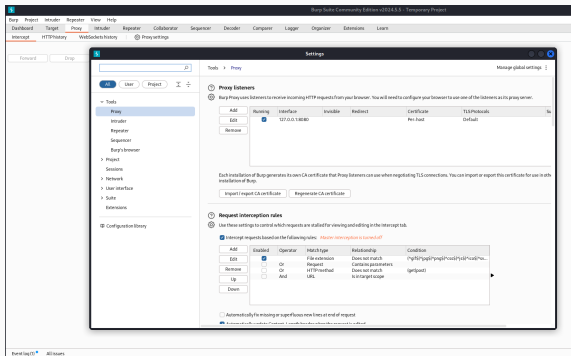 Burp Suite Community Edition v2024.5.5 - Temporary Project
Burp Project Intruder Repeater View Help
Dashboard Target Proxy Intruder Repeater Collaborator Sequencer Decoder Comparer Logger Organizer Extensions Learn
Intercept HTTP history WebSockets history Proxy settings
Forward Drop
Settings
Tools > Proxy
Manage global settings
All User Project
Tools
Proxy
Intruder
Repeater
Sequencer
Burp's browser
Project
Sessions
Network
User interface
Suite
Extensions
Configuration library
Proxy listeners
Burp Proxy uses listeners to receive incoming HTTP requests from your browser. You will need to configure your browser to use one of the listeners as its proxy server.
Add Running Interface Invisible Redirect Certificate TLS Protocols
Edit 127.0.0.1:8080 Per-host Default
Remove
Each installation of Burp generates its own CA certificate that Proxy listeners can use when negotiating TLS connections. You can import or export this certificate for use in oth
installation of Burp.
Import / export CA certificate Regenerate CA certificate
Request interception rules
Use these settings to control which requests are stalled for viewing and editing in the Intercept tab.
Intercept requests based on the following rules: Master interception is turned off
Add Enabled Operator Match type Relationship Condition
Edit File extension Does not match
Or Request Contains parameters
Remove Or HTTP method Does not match (get|post)
Up And URL Is in target scope
Down
Automatically fix missing or superfluous new lines at end of request
Automatically update Content-Length header when the request is edited
Event log (1) All issues